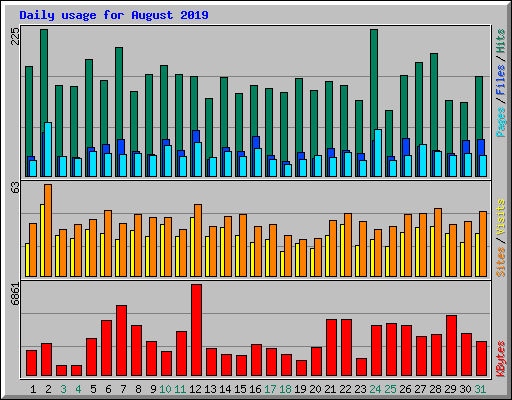 Daily usage for August 2019
225
Pages / Files / Hits
63
Sites / Visits
6861
KBytes
1 2 3 4 5 6 7 8 9 10 11 12 13 14 15 16 17 18 19 20 21 22 23 24 25 26 27 28 29 30 31